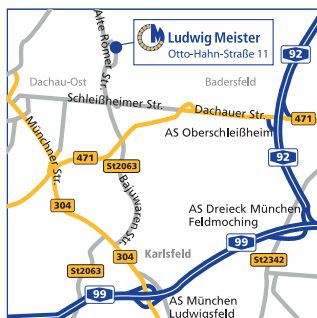 Alte Römer Str.
Ludwig Meister
Otto-Hahn-Straße 11
92
Dachau-Ost
Badersfeld
Schleißheimer Str.
Dachauer Str.
471
AS Oberschleißheim
Münchner Str.
471
St2063
92
Bajuwaren Str.
304
AS Dreieck München
Feldmoching
99
304
Karlsfeld
St2342
St2063
99
AS München
Ludwigsfeld